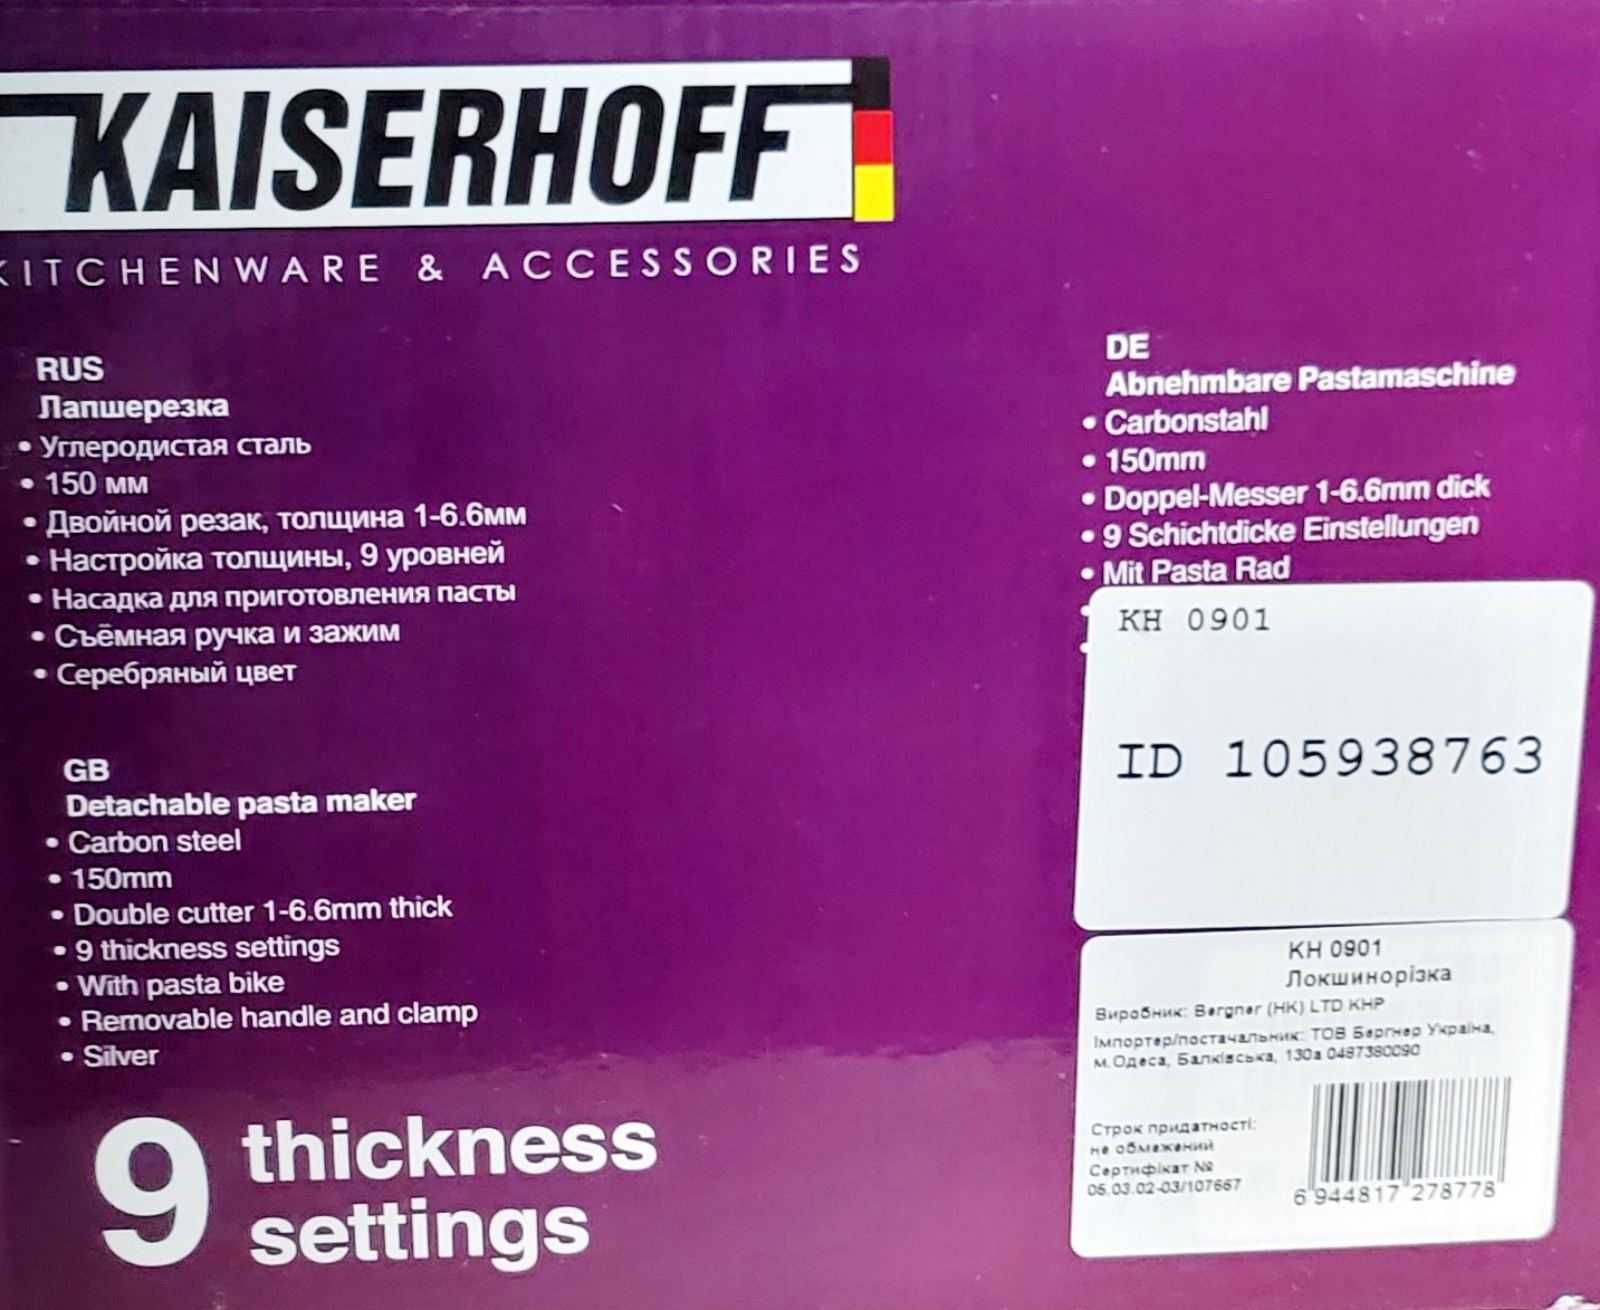 KAISERHOFF
KITCHENWARE & ACCESSORIES
RUS
Лапшерезка
• Углеродистая сталь
• 150 мм
• Двойной резак, толщина 1-6.6мм
• Настройка толщины, 9 уровней
• Насадка для приготовления пасты
• Съёмная ручка и зажим
• Серебряный цвет
GB
Detachable pasta maker
• Carbon steel
• 150mm
• Double cutter 1-6.6mm thick
• 9 thickness settings
• With pasta bike
• Removable handle and clamp
• Silver
9 thickness
settings
DE
Abnehmbare Pastamaschine
• Carbonstahl
• 150mm
• Doppel-Messer 1-6.6mm dick
• 9 Schichtdicke Einstellungen
• Mit Pasta Rad
KH 0901
ID 105938763
KH 0901
Локшинорізка
Виробник: Bergner (HK) LTD КНР
Імпортер/постачальник: ТОВ Бергнер Україна,
м.Одеса, Балківська, 130а 0487380090
Строк придатності:
не обмежений
Сертифікат №
05.03.02-03/107667
6 944817 278778